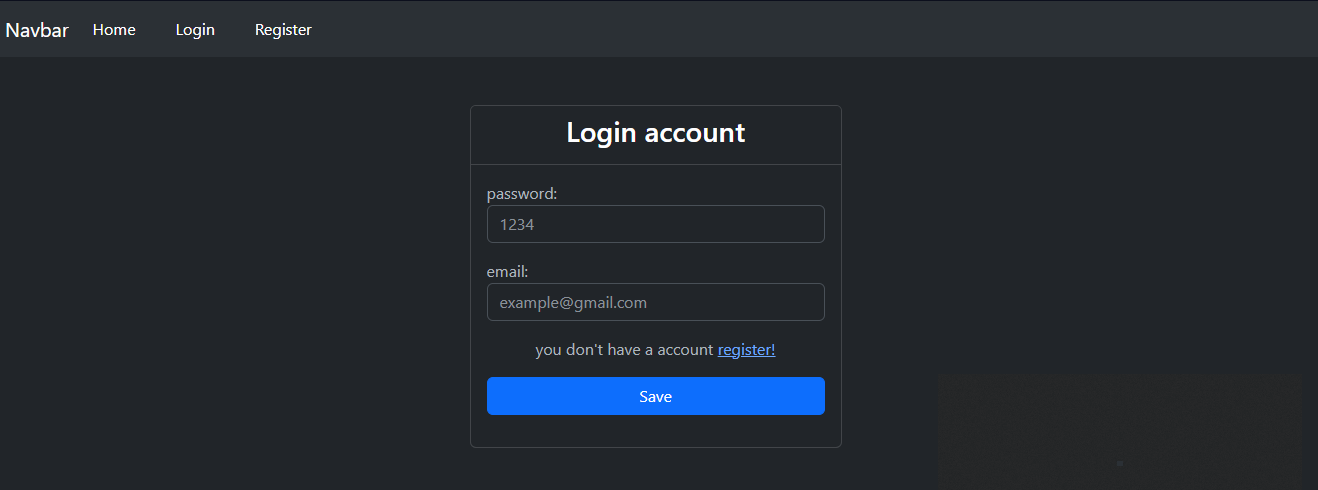 Navbar Home Login Register
Login account
password:
1234
email:
example@gmail.com
you don't have a account register!
Save